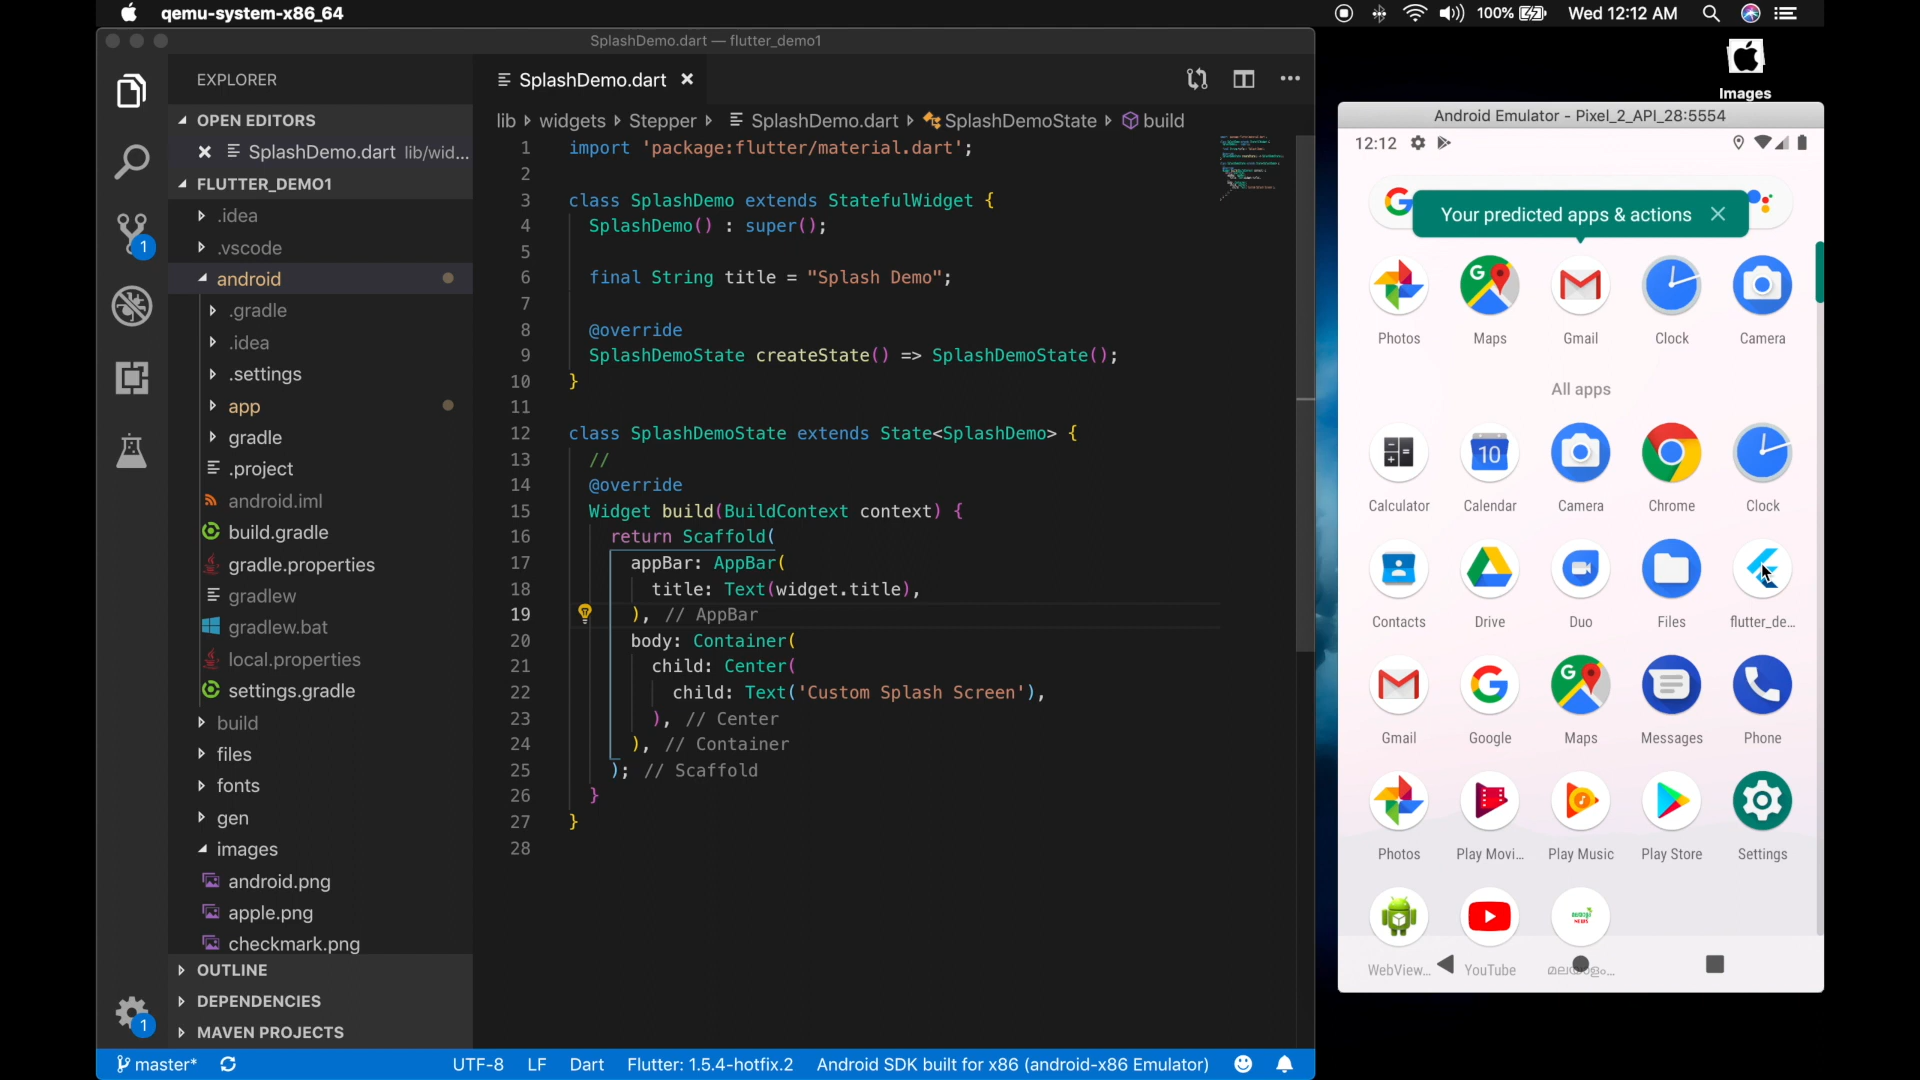 qemu-system-x86_64
100%
Wed 12:12 AM
SplashDemo.dart — flutter_demo1
Images
EXPLORER
SplashDemo.dart
OPEN EDITORS
SplashDemo.dart lib/wid...
FLUTTER_DEMO1
.idea
.vscode
android
.gradle
.idea
.settings
app
gradle
.project
android.iml
build.gradle
gradle.properties
gradlew
gradlew.bat
local.properties
settings.gradle
build
files
fonts
gen
images
android.png
apple.png
checkmark.png
OUTLINE
DEPENDENCIES
MAVEN PROJECTS
1
1
lib widgets Stepper SplashDemo.dart SplashDemoState build
1 import 'package:flutter/material.dart';
2
3 class SplashDemo extends StatefulWidget {
4 SplashDemo() : super();
5
6 final String title = "Splash Demo";
7
8 @override
9 SplashDemoState createState() => SplashDemoState();
10 }
11
12 class SplashDemoState extends State<SplashDemo> {
13 //
14 @override
15 Widget build(BuildContext context) {
16 return Scaffold(
17 appBar: AppBar(
18 title: Text(widget.title),
19 ), // AppBar
20 body: Container(
21 child: Center(
22 child: Text('Custom Splash Screen'),
23 ), // Center
24 ), // Container
25 ); // Scaffold
26 }
27 }
28
master*
UTF-8 LF Dart Flutter: 1.5.4-hotfix.2 Android SDK built for x86 (android-x86 Emulator)
Android Emulator - Pixel_2_API_28:5554
12:12
Your predicted apps & actions
Photos Maps Gmail Clock Camera
All apps
10
Calculator Calendar Camera Chrome Clock
Contacts Drive Duo Files flutter_de...
Gmail Google Maps Messages Phone
Photos Play Movi... Play Music Play Store Settings
WebView... YouTube